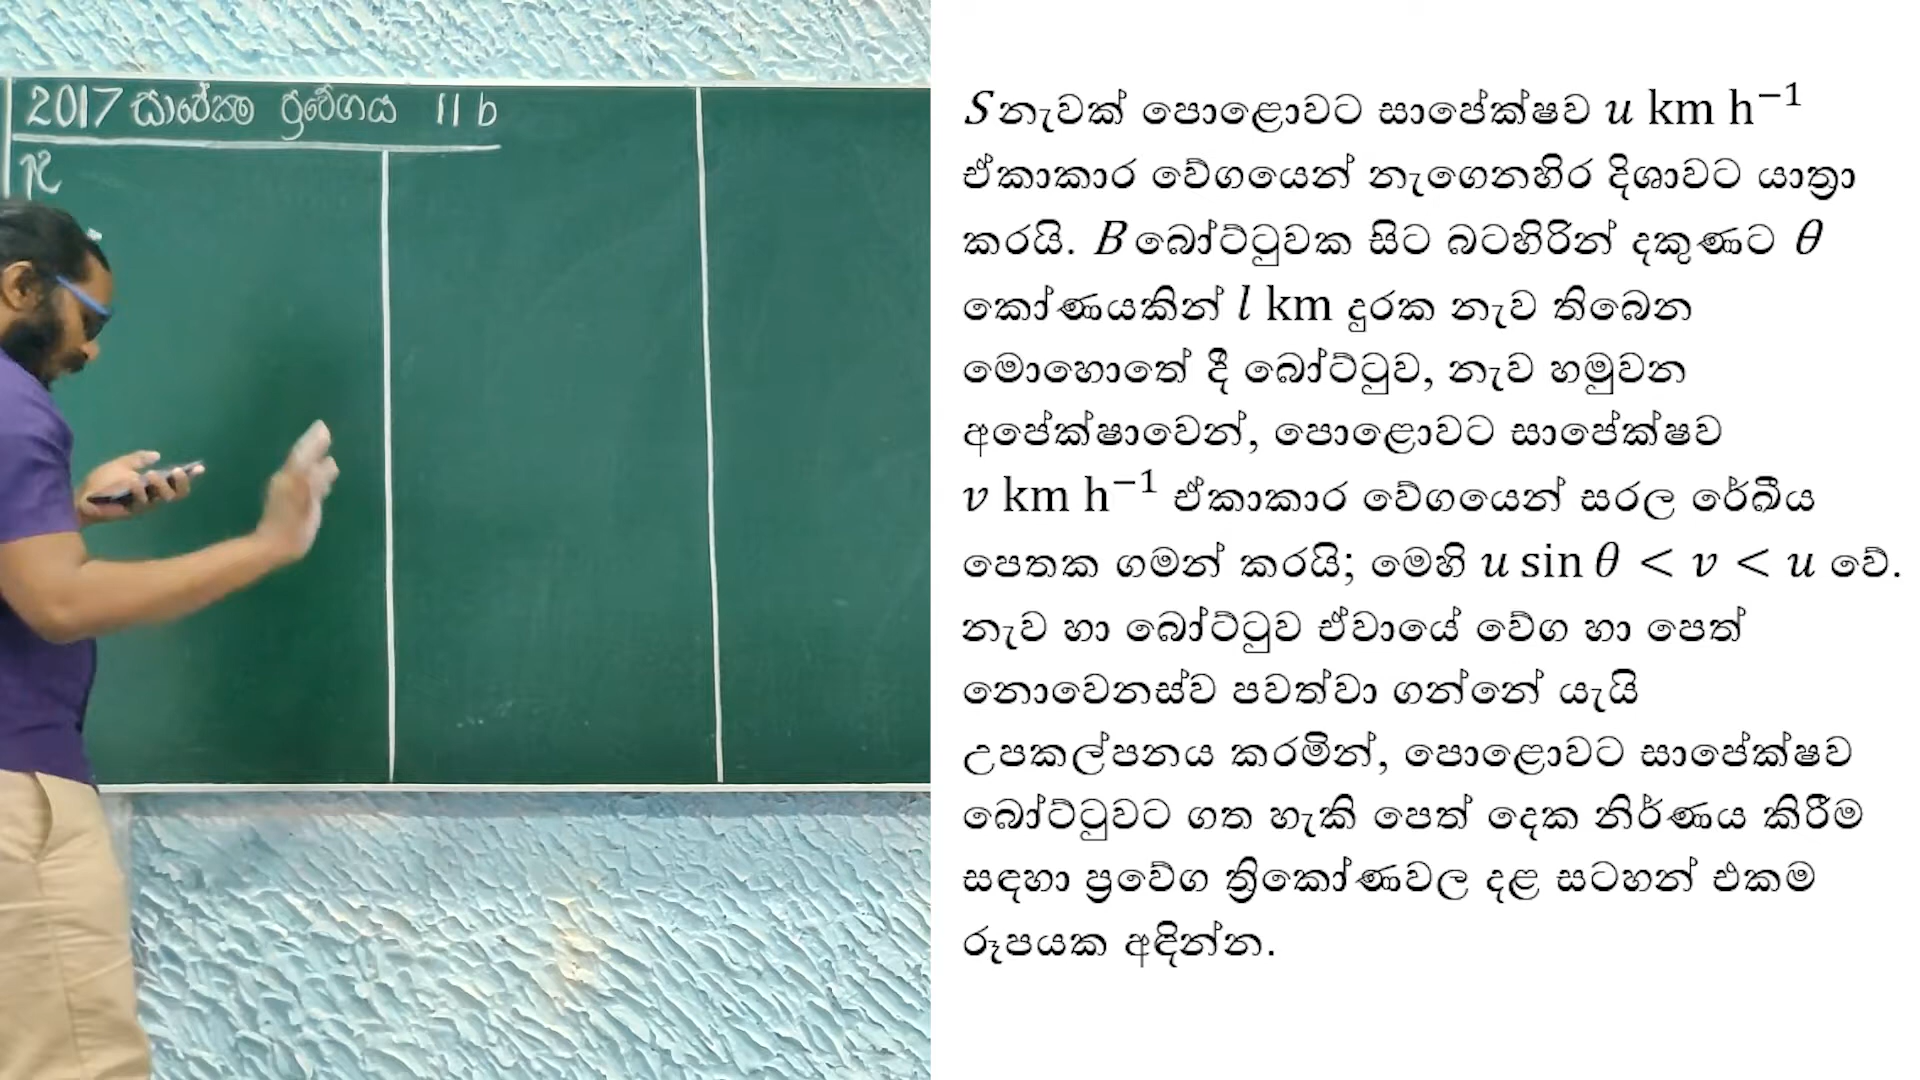 2017 සාපේක්ෂ ප්‍රවේගය 11 b
S නැවක් පොළොවට සාපේක්ෂව u km h⁻¹
ඒකාකාර වේගයෙන් නැගෙනහිර දිශාවට යාත්‍රා
කරයි. B බෝට්ටුවක සිට බටහිරින් දකුණට θ
කෝණයකින් l km දුරක නැව තිබෙන
මොහොතේ දී බෝට්ටුව, නැව හමුවන
අපේක්ෂාවෙන්, පොළොවට සාපේක්ෂව
v km h⁻¹ ඒකාකාර වේගයෙන් සරල රේඛීය
පෙතක ගමන් කරයි; මෙහි u sin θ < v < u වේ.
නැව හා බෝට්ටුව ඒවායේ වේග හා පෙත්
නොවෙනස්ව පවත්වා ගන්නේ යැයි
උපකල්පනය කරමින්, පොළොවට සාපේක්ෂව
බෝට්ටුවට ගත හැකි පෙත් දෙක නිර්ණය කිරීම
සඳහා ප්‍රවේග ත්‍රිකෝණවල දළ සටහන් එකම
රූපයක අඳින්න.